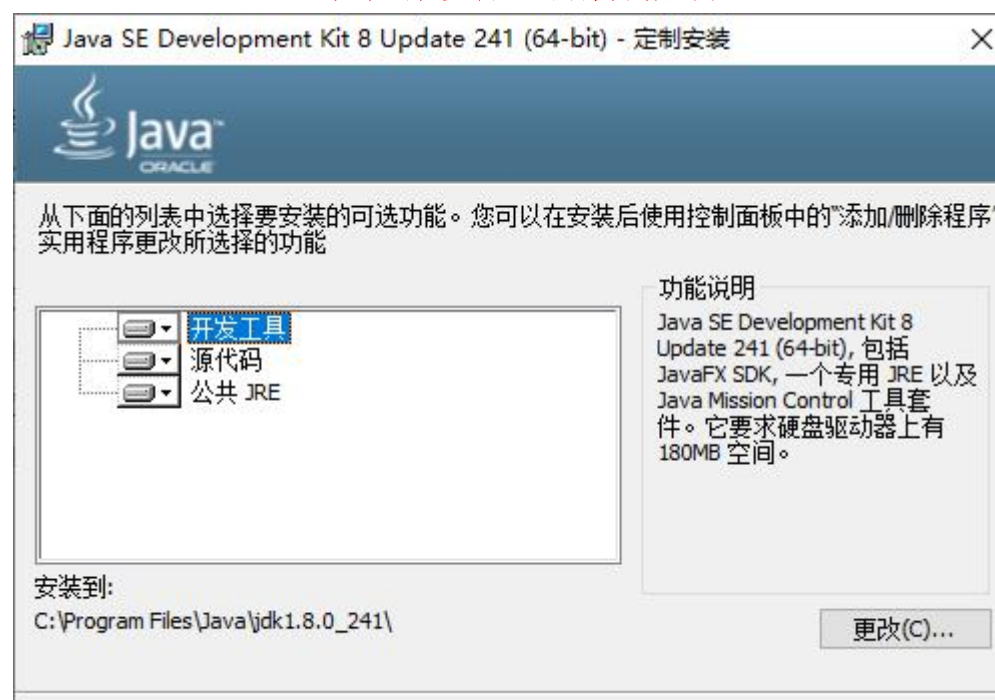 Java SE Development Kit 8 Update 241 (64-bit) - 定制安装
Java™
ORACLE
从下面的列表中选择要安装的可选功能。您可以在安装后使用控制面板中的"添加/删除程序"
实用程序更改所选择的功能
开发工具
源代码
公共 JRE
功能说明
Java SE Development Kit 8
Update 241 (64-bit), 包括
JavaFX SDK, 一个专用 JRE 以及
Java Mission Control 工具套
件。它要求硬盘驱动器上有
180MB 空间。
安装到:
C:\Program Files\Java\jdk1.8.0_241\
更改(C)...